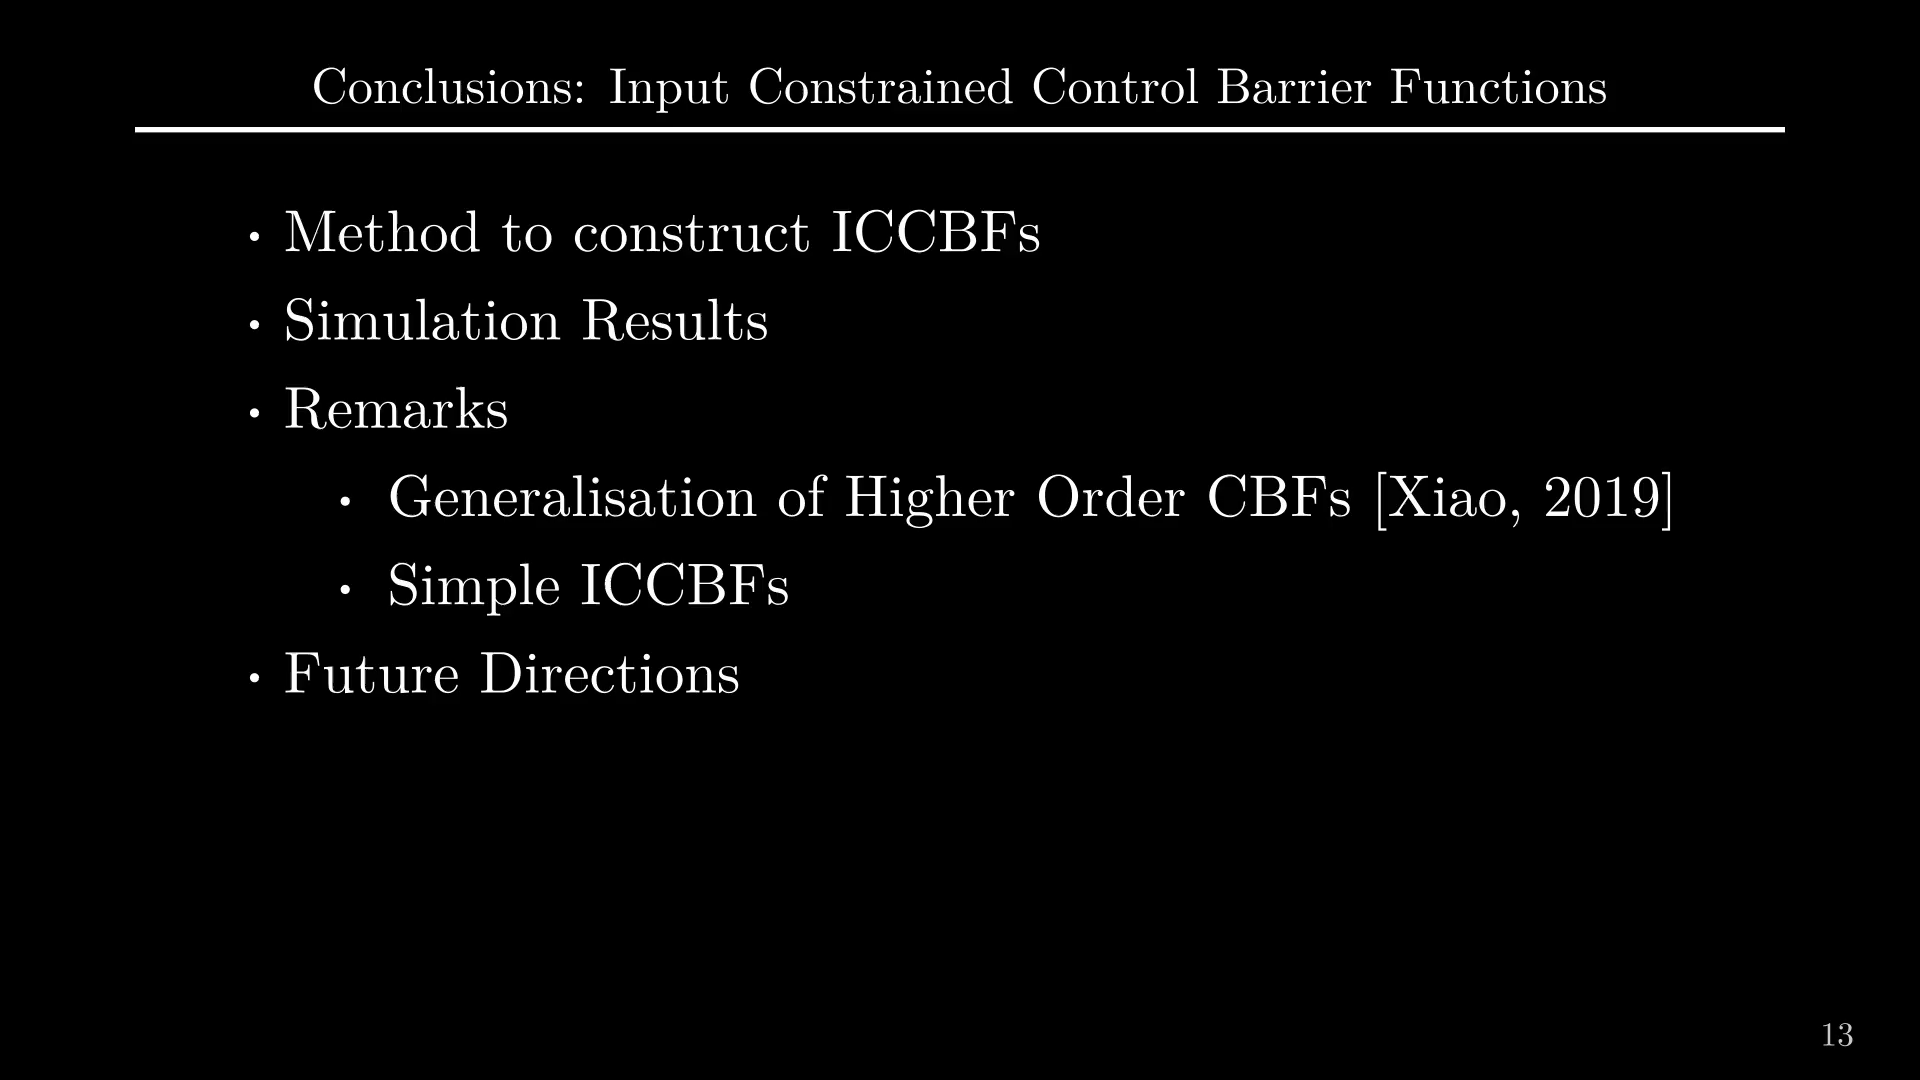 Conclusions: Input Constrained Control Barrier Functions
· Method to construct ICCBFs
· Simulation Results
· Remarks
· Generalisation of Higher Order CBFs [Xiao, 2019]
· Simple ICCBFs
· Future Directions
13